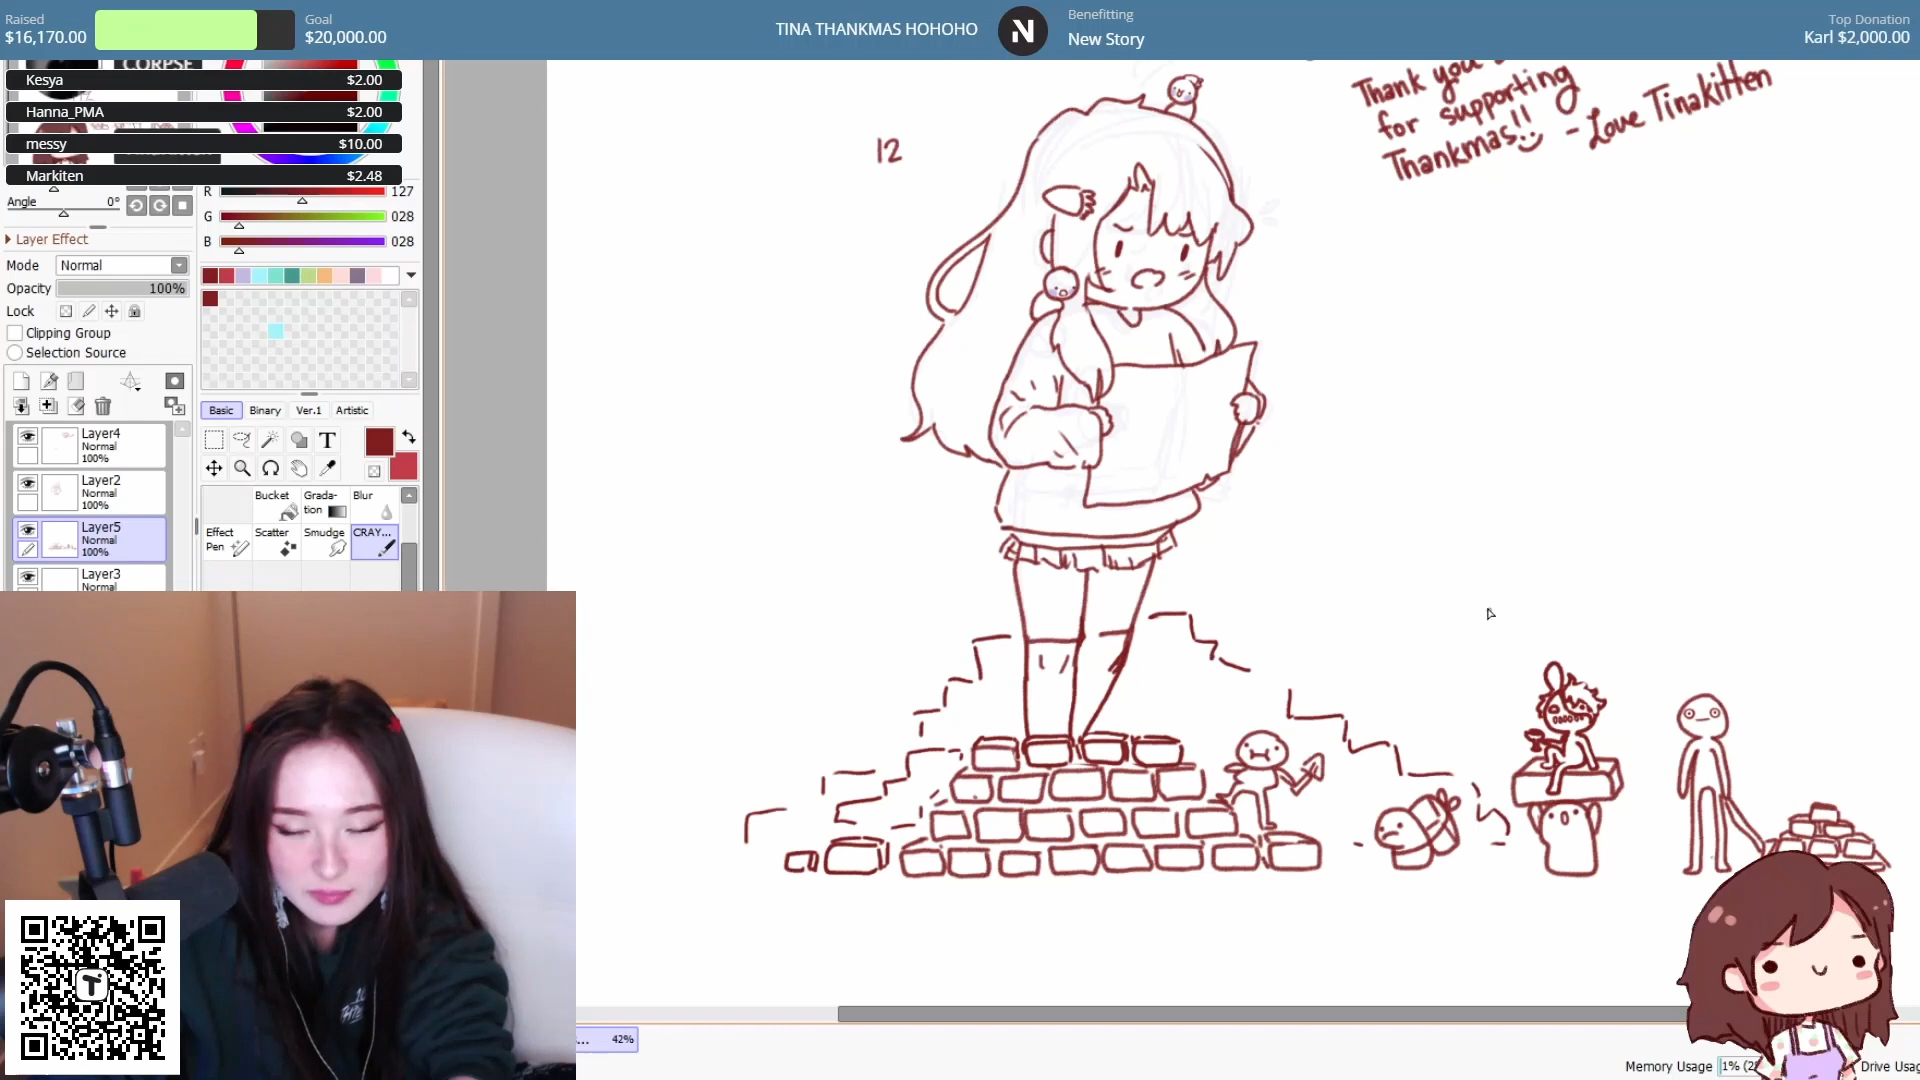 Raised
$16,170.00
Goal
$20,000.00
TINA THANKMAS HOHOHO
N
Benefitting
New Story
Top Donation
Karl $2,000.00
CORPSE
Kesya $2.00
Hanna_PMA $2.00
messy $10.00
Markiten $2.48
Angle 0°
R 127
G 028
B 028
Layer Effect
Mode Normal
Opacity 100%
Lock
Clipping Group
Selection Source
Basic Binary Ver.1 Artistic
T
Layer4
Normal
100%
Layer2
Normal
100%
Layer5
Normal
100%
Layer3
Normal
Bucket Grada-
tion Blur
Effect
Pen Scatter Smudge CRAY...
12
Thank you
for supporting
Thankmas!!
- Love Tinakitten
... 42%
Memory Usage 1%
Drive Usag